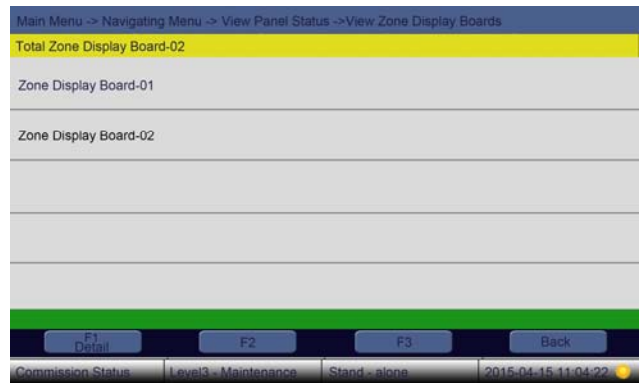 Main Menu -> Navigating Menu -> View Panel Status ->View Zone Display Boards
Total Zone Display Board-02
Zone Display Board-01
Zone Display Board-02
F1
Detail
F2
F3
Back
Commission Status
Level3 - Maintenance
Stand - alone
2015-04-15 11:04:22